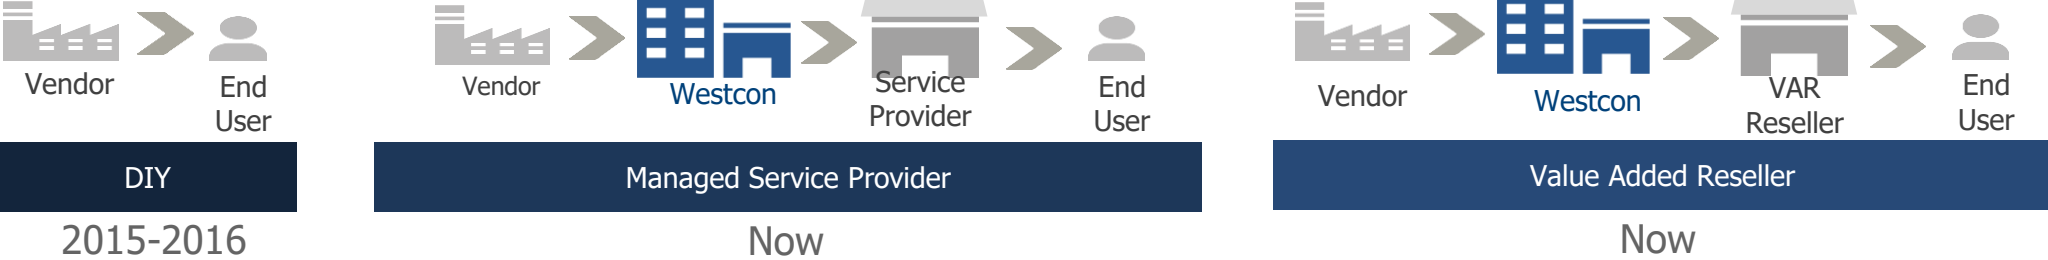 Vendor
End
User
DIY
2015-2016
Vendor
Westcon
Service
Provider
End
User
Managed Service Provider
Now
Vendor
Westcon
VAR
Reseller
End
User
Value Added Reseller
Now